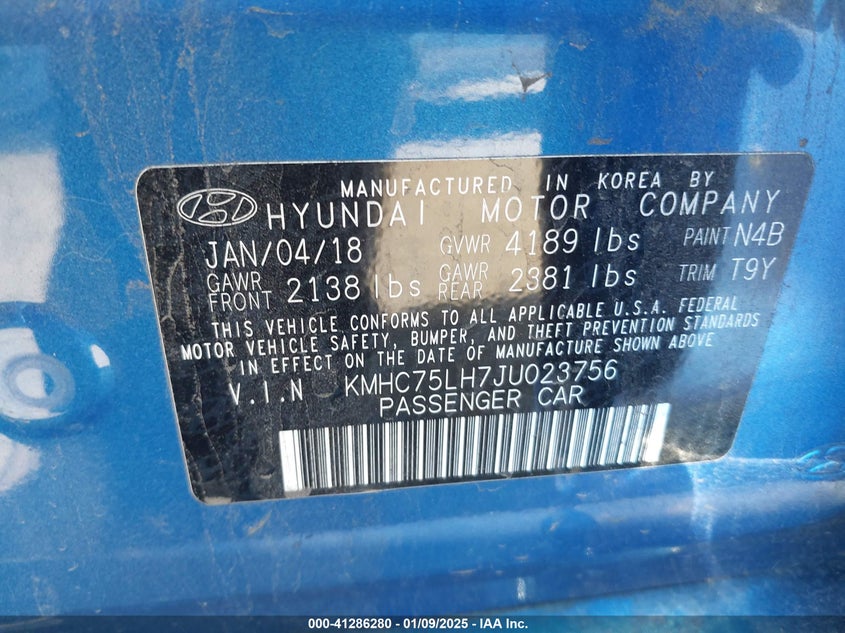 MANUFACTURED IN KOREA BY
HYUNDAI MOTOR COMPANY
JAN/04/18 GVWR 4189 lbs PAINT N4B
GAWR FRONT 2138 lbs GAWR REAR 2381 lbs TRIM T9Y
THIS VEHICLE CONFORMS TO ALL APPLICABLE U.S.A. FEDERAL
MOTOR VEHICLE SAFETY, BUMPER, AND THEFT PREVENTION STANDARDS
IN EFFECT ON THE DATE OF MANUFACTURE SHOWN ABOVE
V.I.N KMHC75LH7JU023756
PASSENGER CAR
000-41286280 - 01/09/2025 - © IAA, Inc.